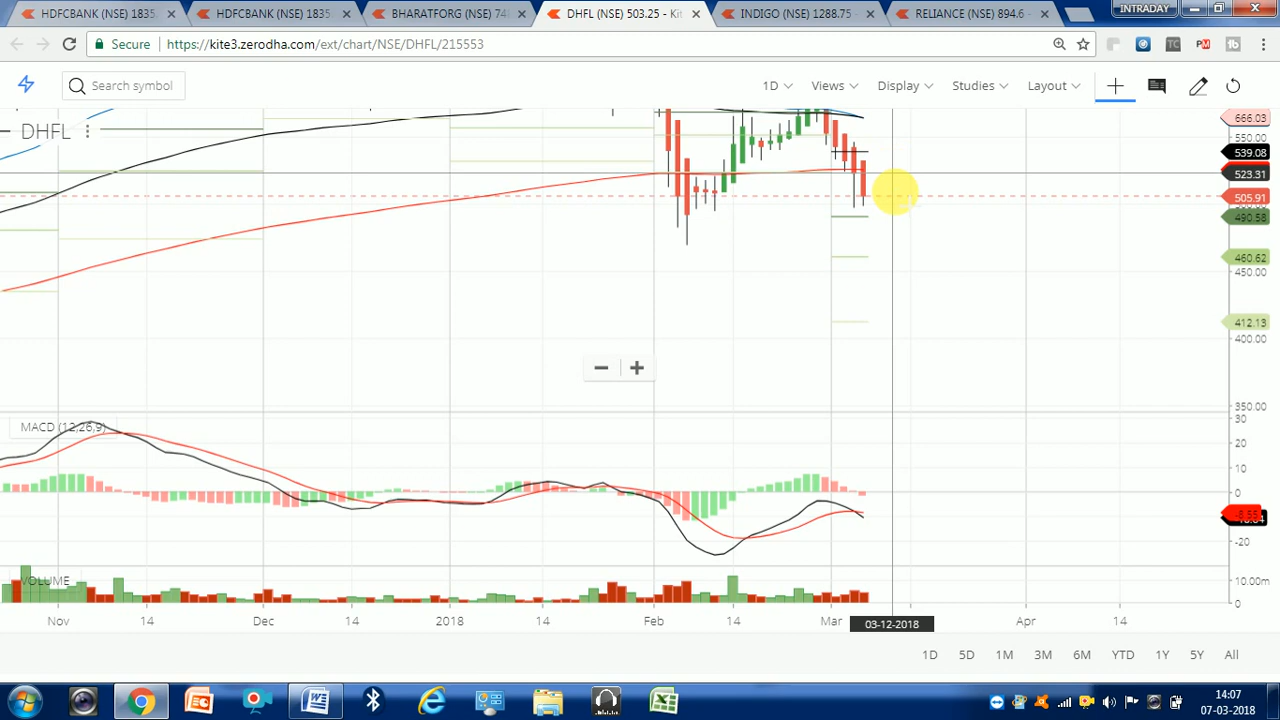 HDFCBANK (NSE) 1835
HDFCBANK (NSE) 1835
BHARATFORG (NSE) 74
DHFL (NSE) 503.25 - Kit
INDIGO (NSE) 1288.75 -
RELIANCE (NSE) 894.6 -
INTRADAY
Secure
https://kite3.zerodha.com/ext/chart/NSE/DHFL/215553
TC
PM
Search symbol
1D
Views
Display
Studies
Layout
DHFL
666.03
550.00
539.08
523.31
505.91
490.58
460.62
450.00
412.13
400.00
350.00
MACD (12,26,9)
30
20
10
0
-8.55
-20
VOLUME
10.00m
0
Nov
14
Dec
14
2018
14
Feb
14
Mar
03-12-2018
Apr
14
1D
5D
1M
3M
6M
YTD
1Y
5Y
All
14:07
07-03-2018